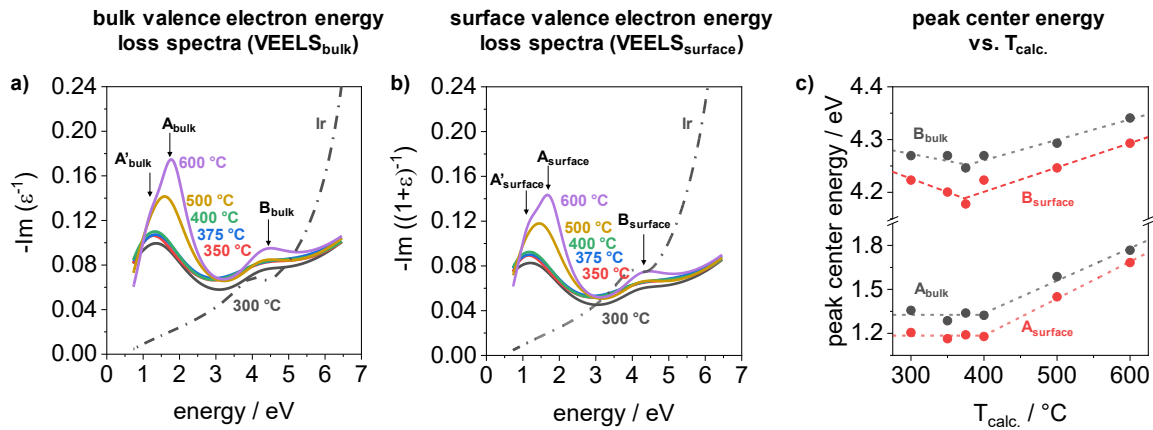 bulk valence electron energy
loss spectra (VEELSbulk)
surface valence electron energy
loss spectra (VEELSsurface)
peak center energy
vs. Tcalc.
a)
0.24
0.20
0.16
0.12
0.08
0.04
0.00
-Im (ε-1)
0 1 2 3 4 5 6 7
energy / eV
Ir
Abulk
A'bulk
600 °C
500 °C
400 °C
375 °C
350 °C
300 °C
Bbulk
b)
0.24
0.20
0.16
0.12
0.08
0.04
0.00
-Im ((1+ε)-1)
0 1 2 3 4 5 6 7
energy / eV
Ir
Asurface
A'surface
600 °C
500 °C
400 °C
375 °C
350 °C
300 °C
Bsurface
c)
4.4
4.3
4.2
1.8
1.5
1.2
peak center energy / eV
Bbulk
Bsurface
Abulk
Asurface
300 400 500 600
Tcalc. / °C